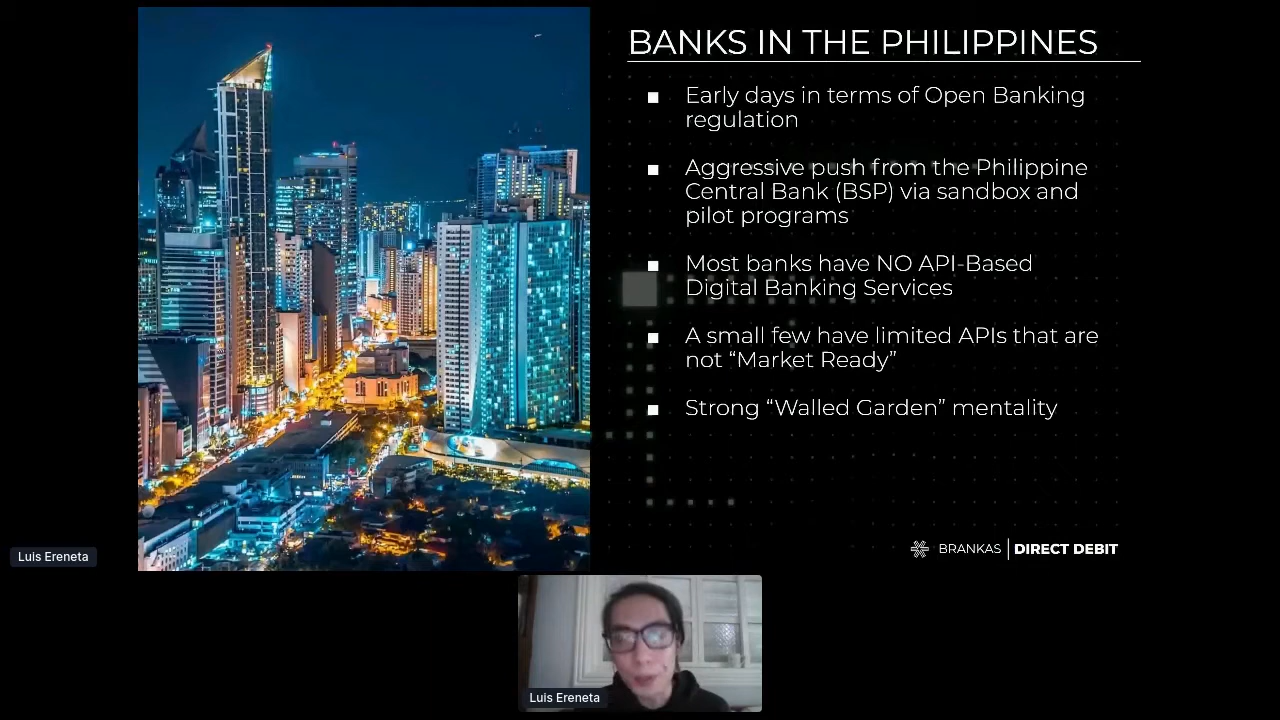 BANKS IN THE PHILIPPINES
Early days in terms of Open Banking
regulation
Aggressive push from the Philippine
Central Bank (BSP) via sandbox and
pilot programs
Most banks have NO API-Based
Digital Banking Services
A small few have limited APIs that are
not “Market Ready”
Strong “Walled Garden” mentality
BRANKAS DIRECT DEBIT
Luis Ereneta
Luis Ereneta